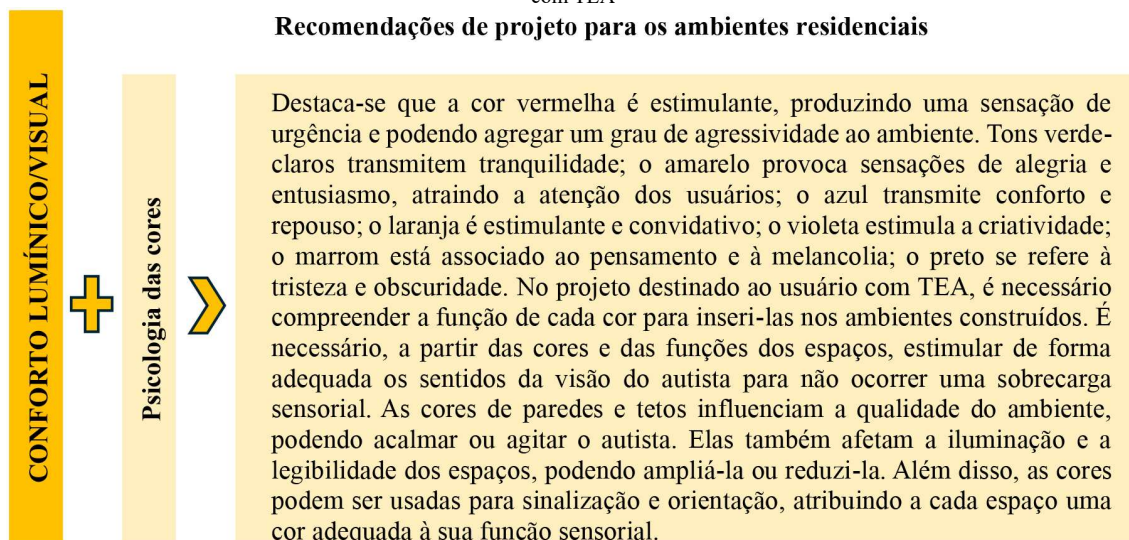 com TEA
Recomendações de projeto para os ambientes residenciais
CONFORTO LUMÍNICO/VISUAL
Psicologia das cores
Destaca-se que a cor vermelha é estimulante, produzindo uma sensação de
urgência e podendo agregar um grau de agressividade ao ambiente. Tons verde-
claros transmitem tranquilidade; o amarelo provoca sensações de alegria e
entusiasmo, atraindo a atenção dos usuários; o azul transmite conforto e
repouso; o laranja é estimulante e convidativo; o violeta estimula a criatividade;
o marrom está associado ao pensamento e à melancolia; o preto se refere à
tristeza e obscuridade. No projeto destinado ao usuário com TEA, é necessário
compreender a função de cada cor para inseri-las nos ambientes construídos. É
necessário, a partir das cores e das funções dos espaços, estimular de forma
adequada os sentidos da visão do autista para não ocorrer uma sobrecarga
sensorial. As cores de paredes e tetos influenciam a qualidade do ambiente,
podendo acalmar ou agitar o autista. Elas também afetam a iluminação e a
legibilidade dos espaços, podendo ampliá-la ou reduzi-la. Além disso, as cores
podem ser usadas para sinalização e orientação, atribuindo a cada espaço uma
cor adequada à sua função sensorial.